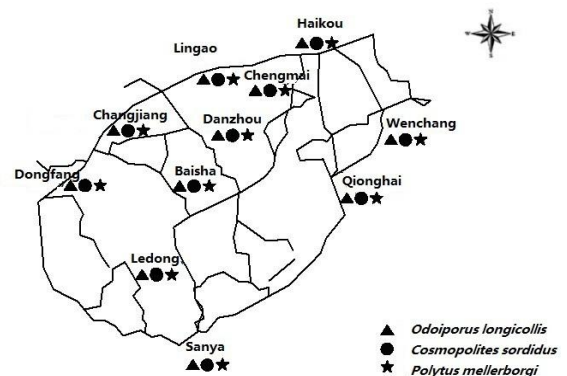 Haikou
Lingao
Chengmai
Changjiang
Danzhou
Wenchang
Dongfang
Baisha
Qionghai
Ledong
Sanya
Odoiporus longicollis
Cosmopolites sordidus
Polytus mellerborgi